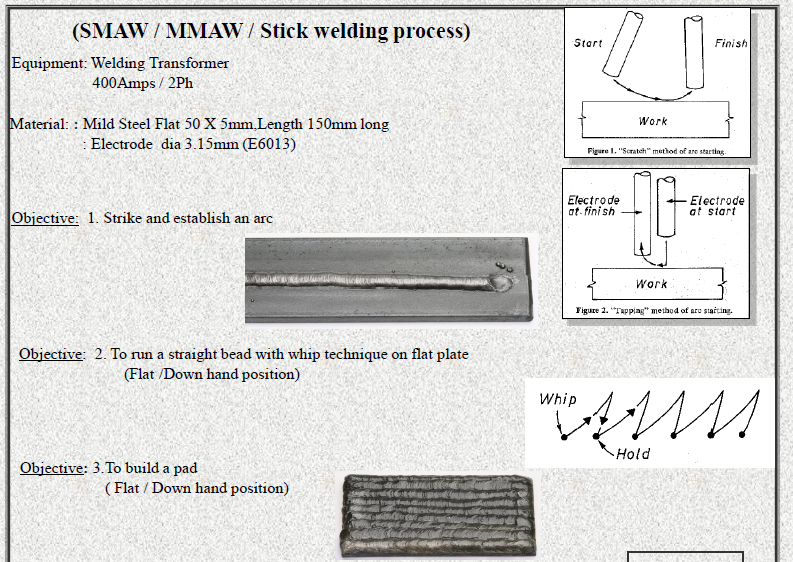 (SMAW / MMAW / Stick welding process)
Equipment: Welding Transformer
400Amps / 2Ph
Material: : Mild Steel Flat 50 X 5mm,Length 150mm long
: Electrode dia 3.15mm (E6013)
Start
Finish
Work
Figure 1. "Scratch" method of arc starting.
Electrode
at finish
Electrode
at start
Work
Figure 2. "Tapping" method of arc starting.
Objective: 1. Strike and establish an arc
Objective: 2. To run a straight bead with whip technique on flat plate
(Flat /Down hand position)
Whip
Hold
Objective: 3.To build a pad
( Flat / Down hand position)